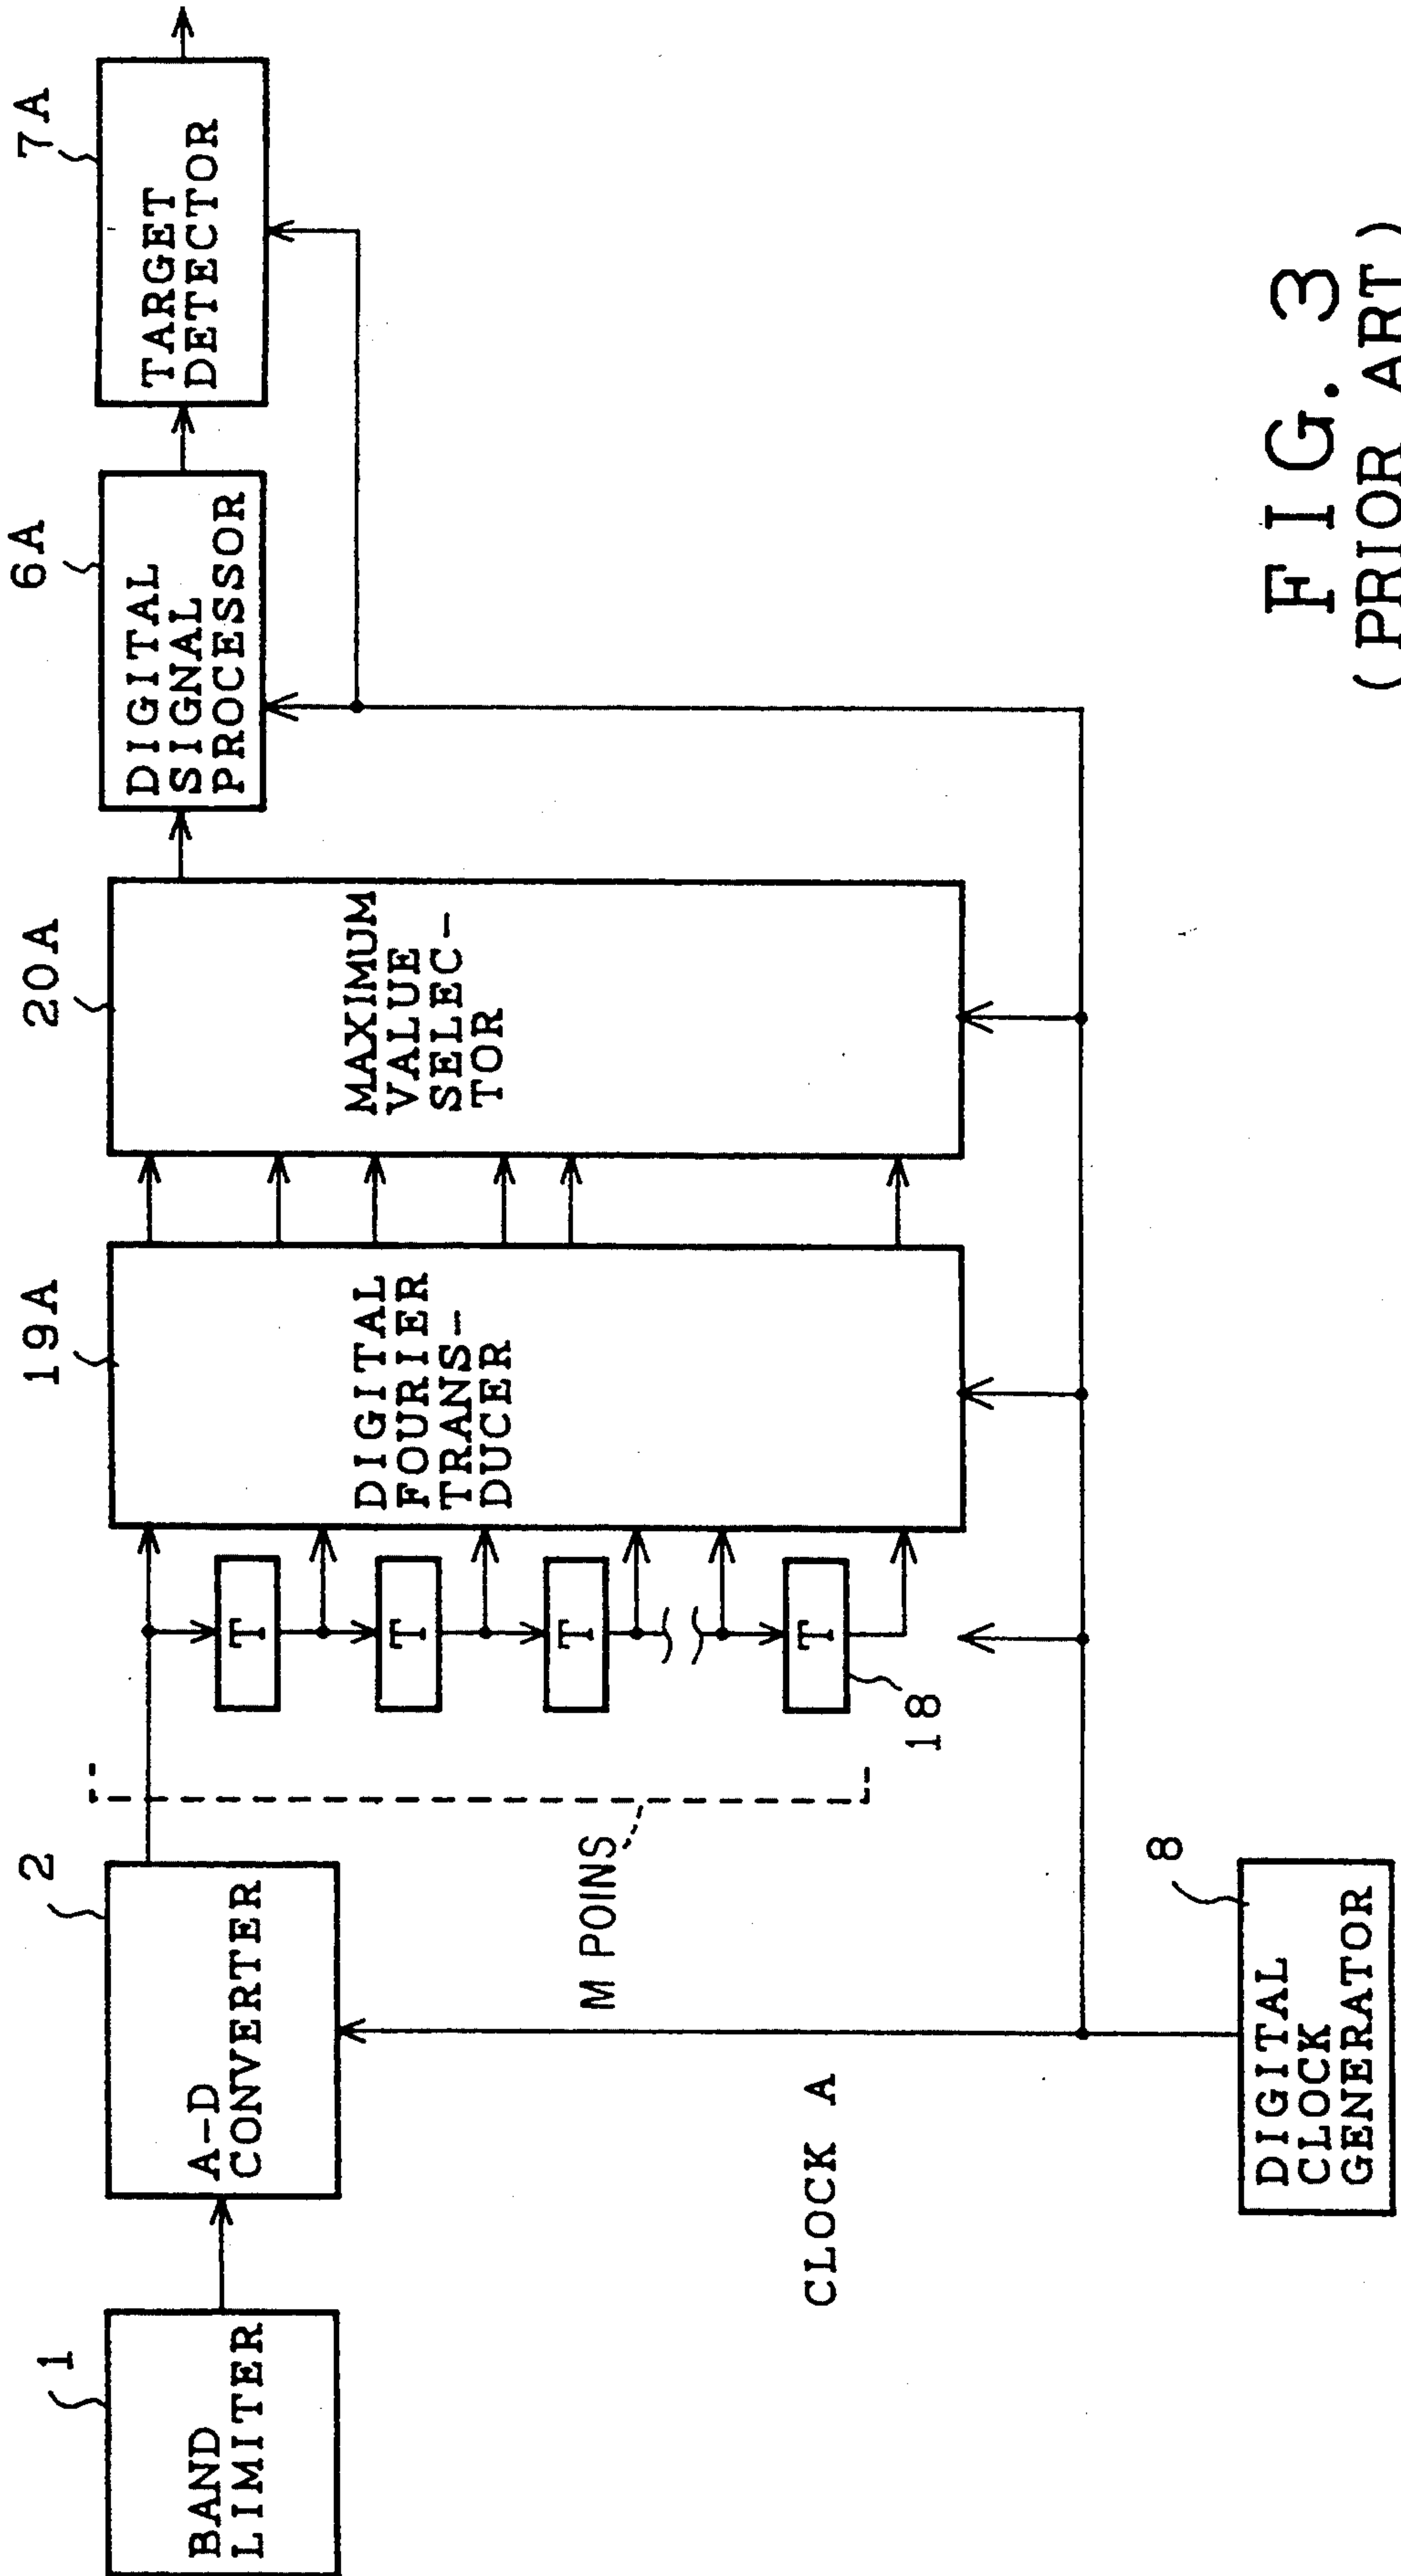 1
BAND
LIMITER
2
A-D
CONVERTER
M POINS
T
T
T
T
18
19A
DIGITAL
FOURIER
TRANS-
DUCER
20A
MAXIMUM
VALUE
SELEC-
TOR
6A
DIGITAL
SIGNAL
PROCESSOR
7A
TARGET
DETECTOR
CLOCK A
8
DIGITAL
CLOCK
GENERATOR
FIG. 3
(PRIOR ART)